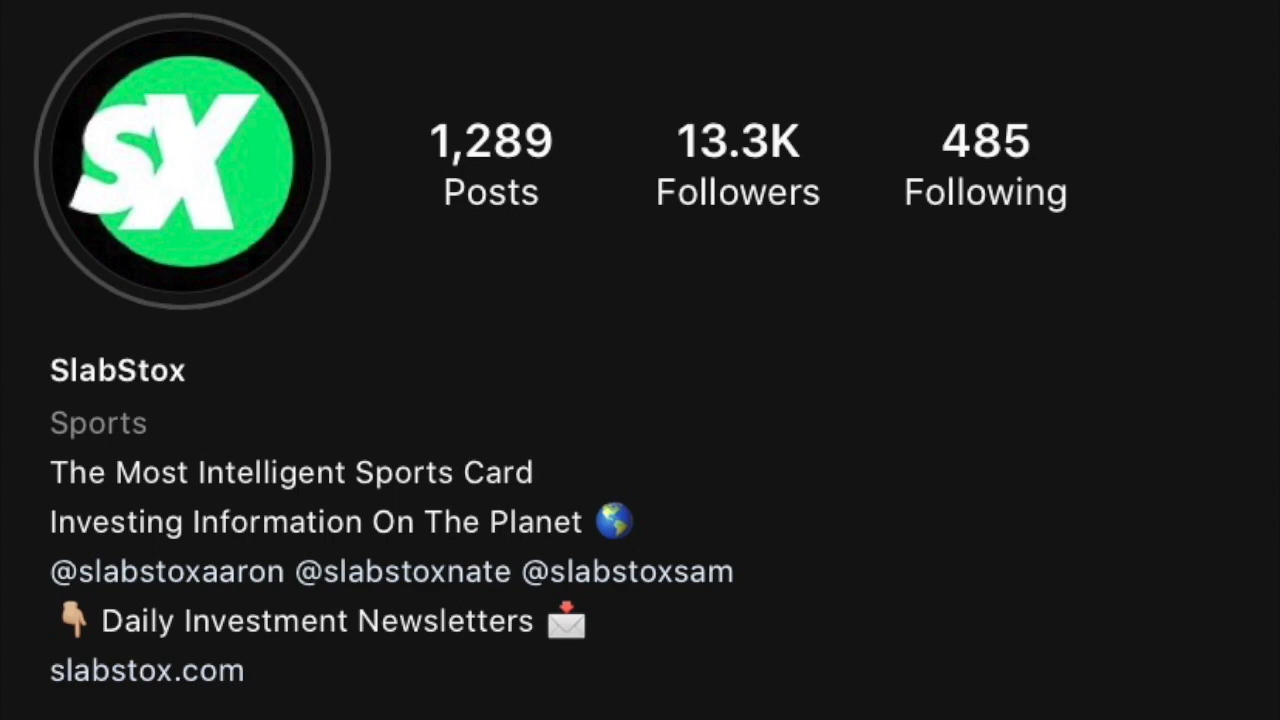 SX
1,289 13.3K 485
Posts Followers Following
SlabStox
Sports
The Most Intelligent Sports Card
Investing Information On The Planet 🌎
@slabstoxaaron @slabstoxnate @slabstoxsam
👇🏼 Daily Investment Newsletters 📩
slabstox.com